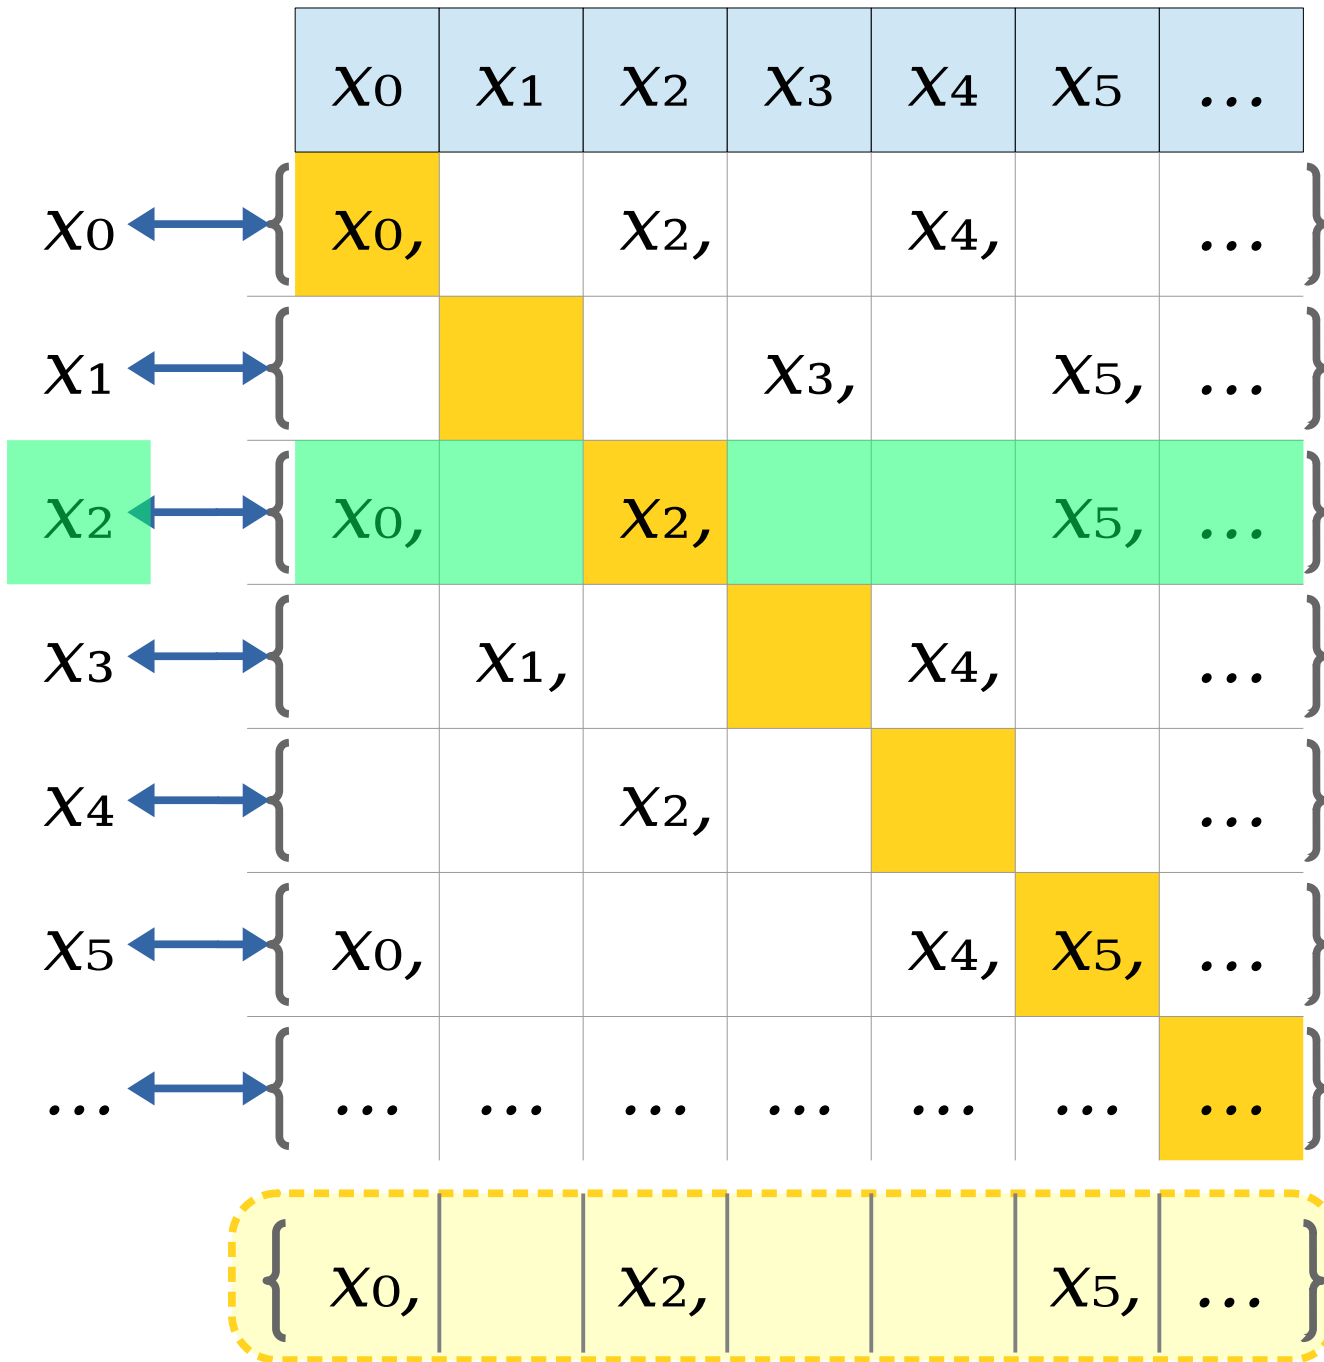 x₀ x₁ x₂ x₃ x₄ x₅ ...
x₀ { x₀, x₂, x₄, ... }
x₁ { x₃, x₅, ... }
x₂ { x₀, x₂, x₅, ... }
x₃ { x₁, x₄, ... }
x₄ { x₂, ... }
x₅ { x₀, x₄, x₅, ... }
... { ... ... ... ... ... ... ... }
{ x₀, x₂, x₅, ... }